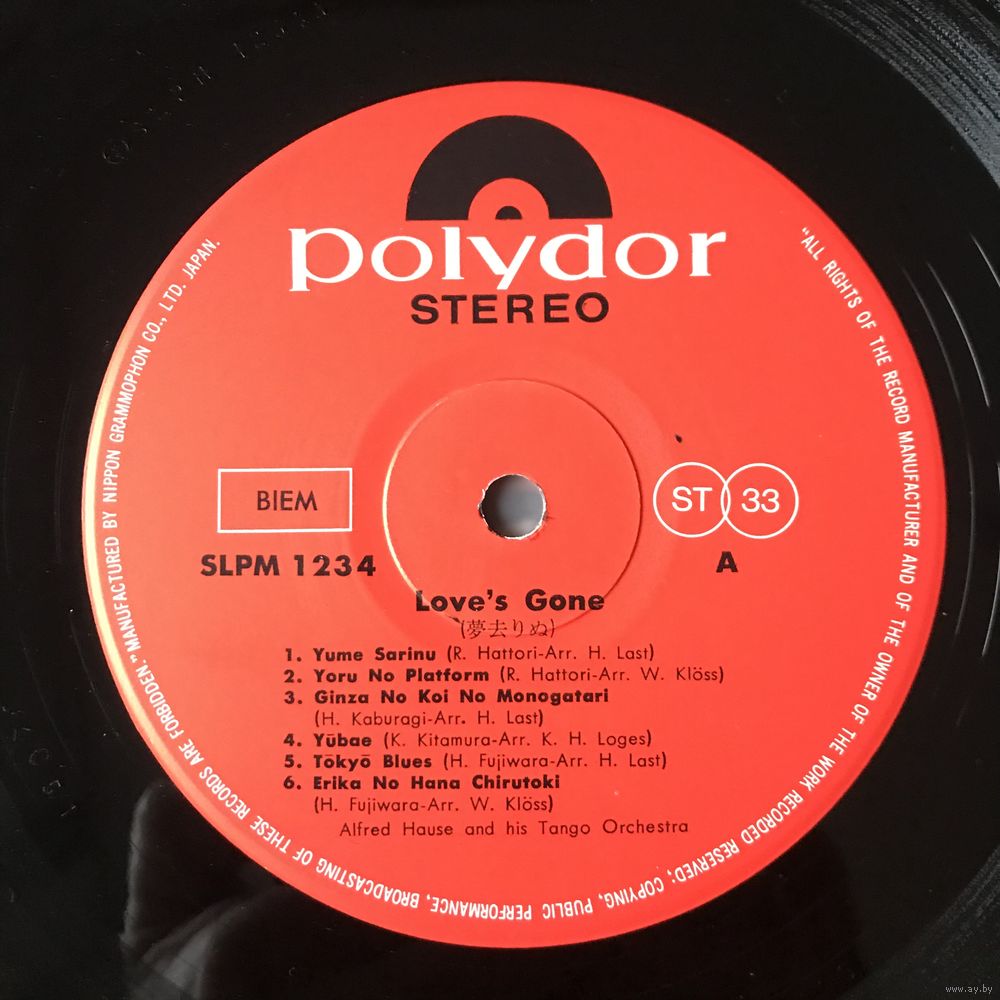 polydor
STEREO
BIEM
ST 33
SLPM 1234
A
Love's Gone
(夢去りぬ)
1. Yume Sarinu (R. Hattori-Arr. H. Last)
2. Yoru No Platform (R. Hattori-Arr. W. Klöss)
3. Ginza No Koi No Monogatari
(H. Kaburagi-Arr. H. Last)
4. Yūbae (K. Kitamura-Arr. K. H. Loges)
5. Tōkyō Blues (H. Fujiwara-Arr. H. Last)
6. Erika No Hana Chirutoki
(H. Fujiwara-Arr. W. Klöss)
Alfred Hause and his Tango Orchestra
"ALL RIGHTS OF THE RECORD MANUFACTURER AND OF THE OWNER OF THE WORK RECORDED RESERVED; COPYING, PUBLIC PERFORMANCE, BROADCASTING OF THESE RECORDS ARE FORBIDDEN." MANUFACTURED BY NIPPON GRAMMOPHON CO., LTD. JAPAN.
www.ay.by